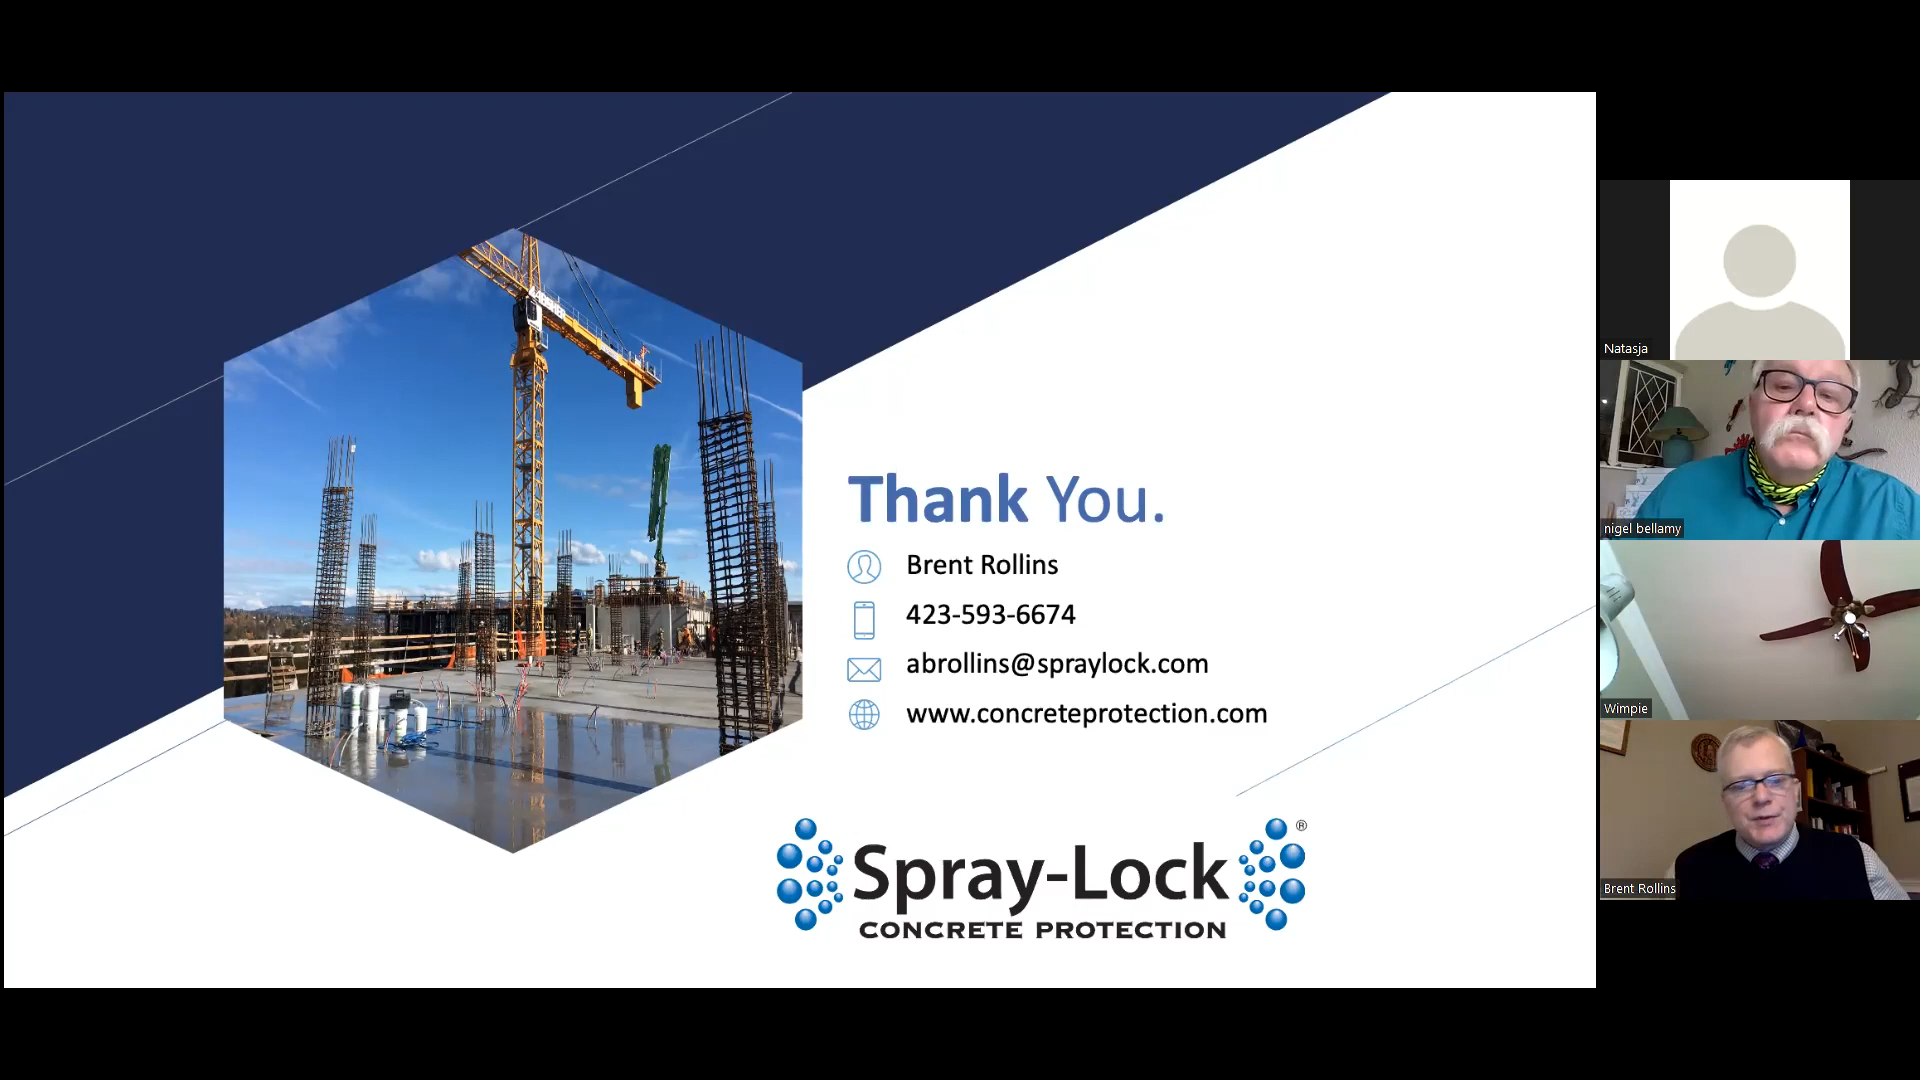 Thank You.
Brent Rollins
423-593-6674
abrollins@spraylock.com
www.concreteprotection.com
Spray-Lock®
CONCRETE PROTECTION
Natasja
nigel bellamy
Wimpie
Brent Rollins